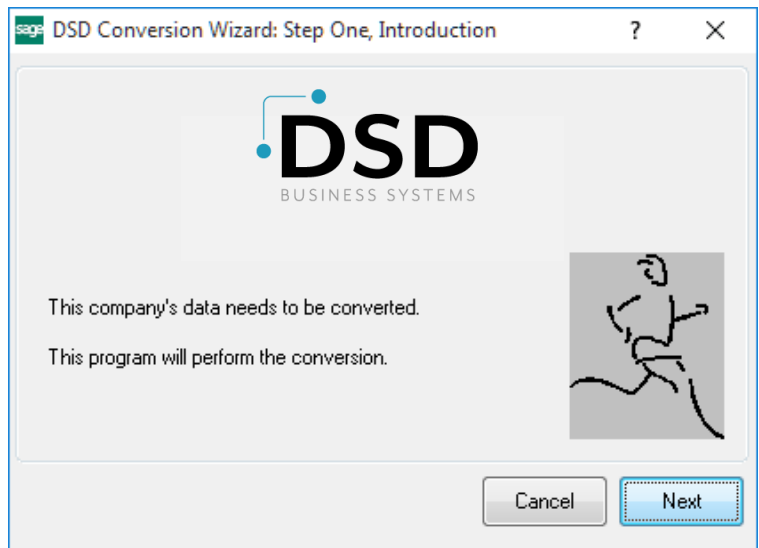 sage DSD Conversion Wizard: Step One, Introduction ? X
DSD
BUSINESS SYSTEMS
This company's data needs to be converted.
This program will perform the conversion.
Cancel Next